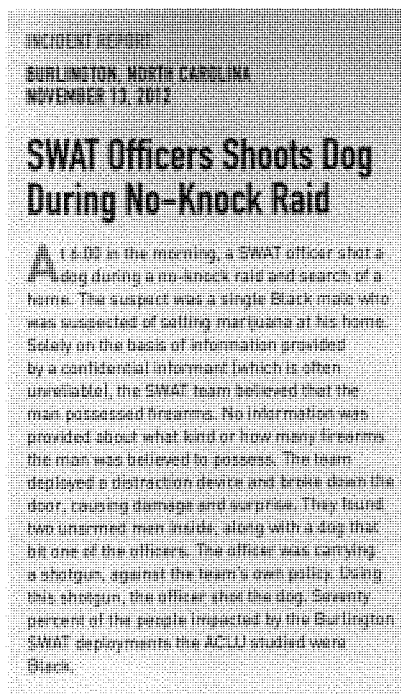 INCIDENT REPORT
BURLINGTON, NORTH CAROLINA
NOVEMBER 13, 2012
SWAT Officers Shoots Dog
During No-Knock Raid
At 6:00 in the morning, a SWAT officer shot a
dog during a no-knock raid and search of a
home. The suspect was a single Black male who
was suspected of selling marijuana at his home.
Solely on the basis of information provided
by a confidential informant (which is often
unreliable), the SWAT team believed that the
man possessed firearms. No information was
provided about what kind or how many firearms
the man was believed to possess. The team
deployed a distraction device and broke down the
door, causing damage and surprise. They found
two unarmed men inside, along with a dog that
bit one of the officers. The officer was carrying
a shotgun, against the team's own policy. Using
this shotgun, the officer shot the dog. Seventy
percent of the people impacted by the Burlington
SWAT deployments the ACLU studied were
Black.